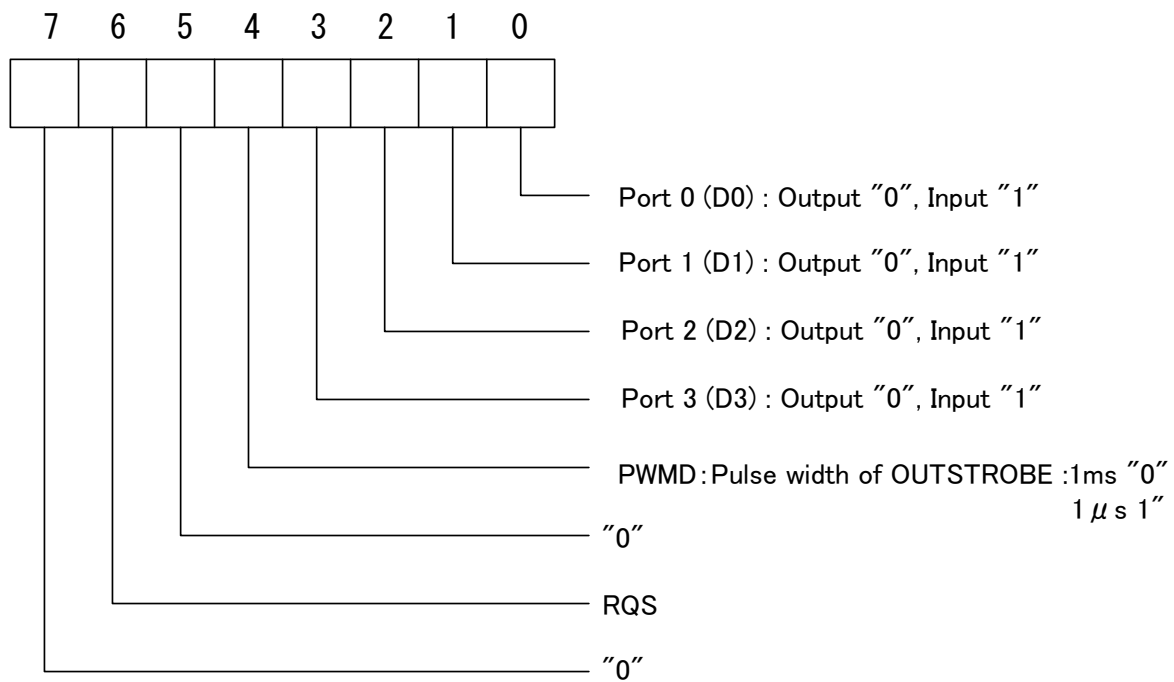 7 6 5 4 3 2 1 0
Port 0 (D0) : Output "0", Input "1"
Port 1 (D1) : Output "0", Input "1"
Port 2 (D2) : Output "0", Input "1"
Port 3 (D3) : Output "0", Input "1"
PWMD:Pulse width of OUTSTROBE :1ms "0"
1μs 1"
"0"
RQS
"0"